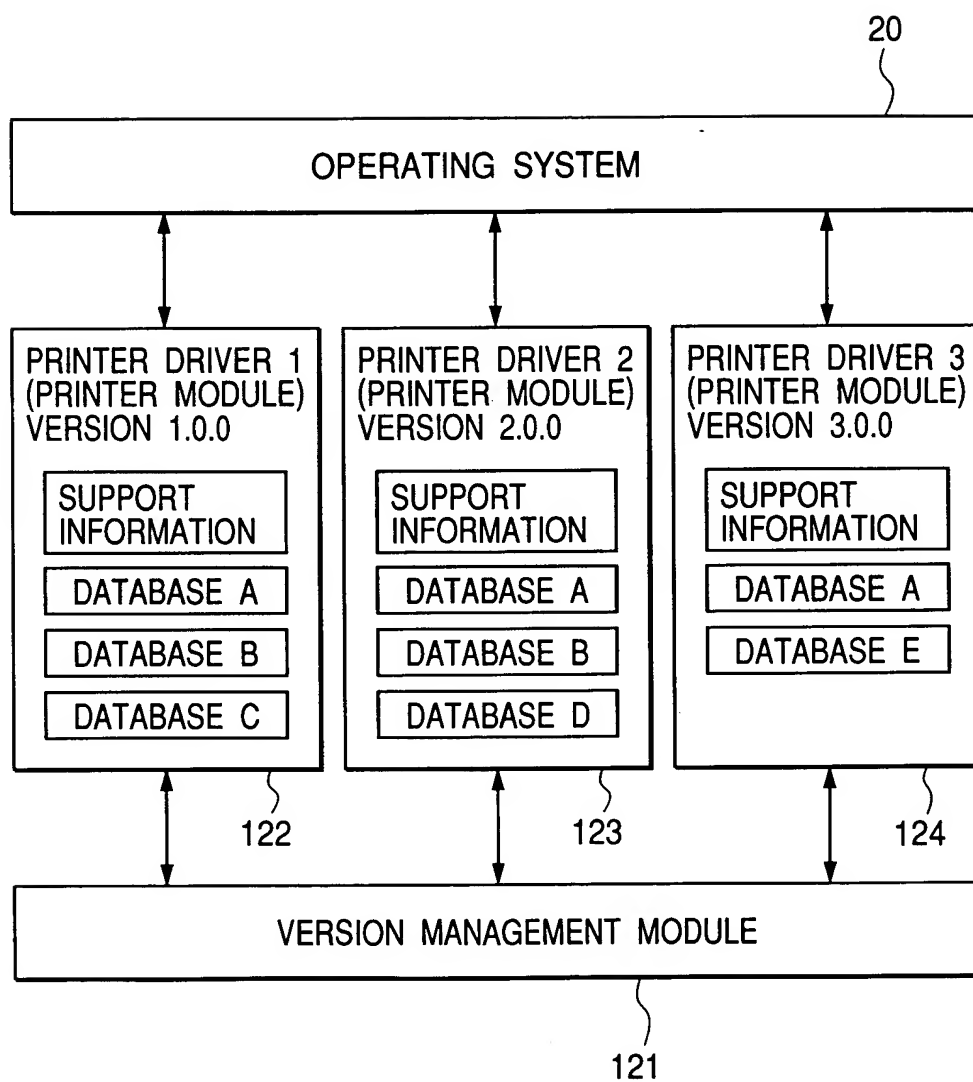 20
OPERATING SYSTEM
PRINTER DRIVER 1
(PRINTER MODULE)
VERSION 1.0.0
SUPPORT
INFORMATION
DATABASE A
DATABASE B
DATABASE C
122
PRINTER DRIVER 2
(PRINTER MODULE)
VERSION 2.0.0
SUPPORT
INFORMATION
DATABASE A
DATABASE B
DATABASE D
123
PRINTER DRIVER 3
(PRINTER MODULE)
VERSION 3.0.0
SUPPORT
INFORMATION
DATABASE A
DATABASE E
124
VERSION MANAGEMENT MODULE
121